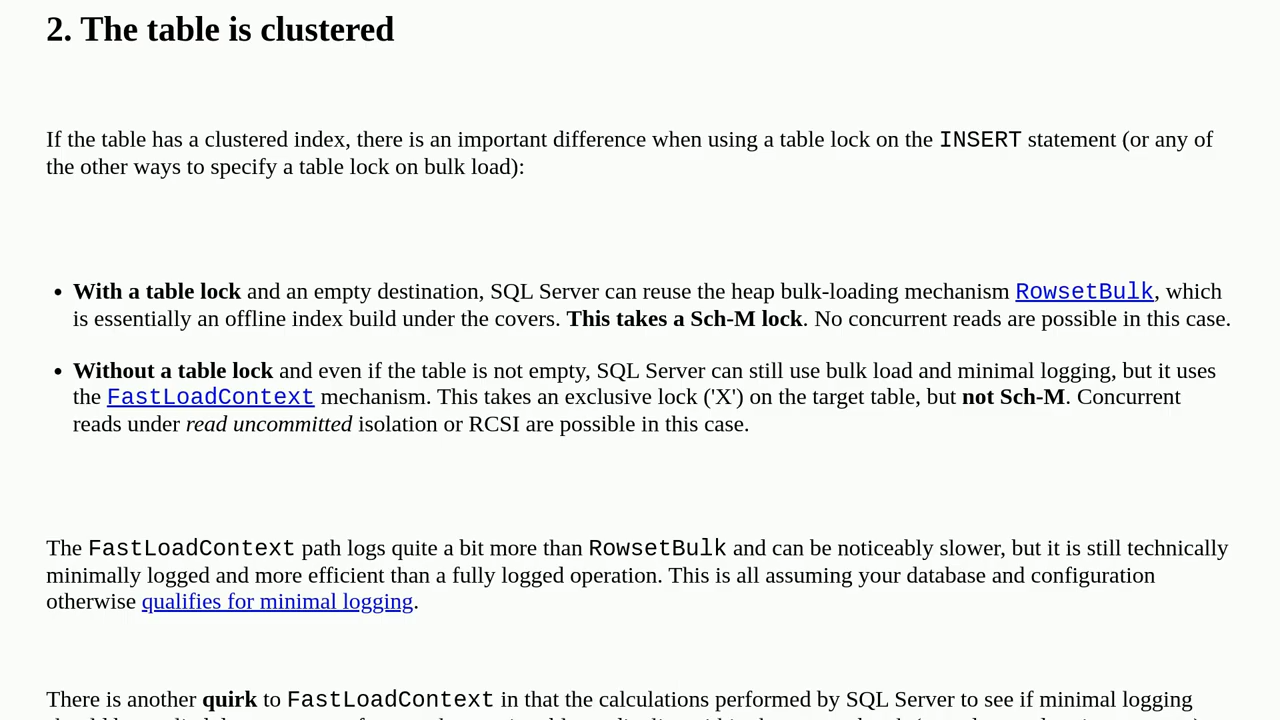 2. The table is clustered
If the table has a clustered index, there is an important difference when using a table lock on the INSERT statement (or any of
the other ways to specify a table lock on bulk load):
• With a table lock and an empty destination, SQL Server can reuse the heap bulk-loading mechanism RowsetBulk, which
is essentially an offline index build under the covers. This takes a Sch-M lock. No concurrent reads are possible in this case.
• Without a table lock and even if the table is not empty, SQL Server can still use bulk load and minimal logging, but it uses
the FastLoadContext mechanism. This takes an exclusive lock ('X') on the target table, but not Sch-M. Concurrent
reads under read uncommitted isolation or RCSI are possible in this case.
The FastLoadContext path logs quite a bit more than RowsetBulk and can be noticeably slower, but it is still technically
minimally logged and more efficient than a fully logged operation. This is all assuming your database and configuration
otherwise qualifies for minimal logging.
There is another quirk to FastLoadContext in that the calculations performed by SQL Server to see if minimal logging